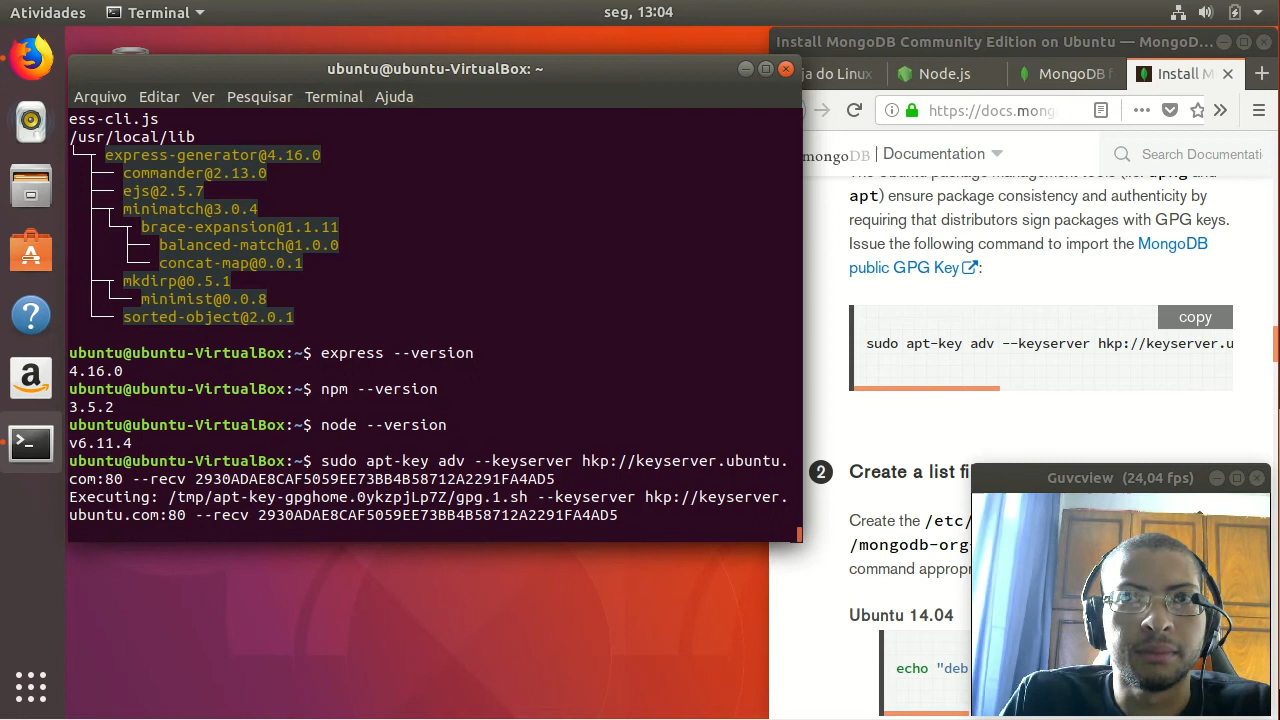 Atividades
Terminal
seg, 13:04
ubuntu@ubuntu-VirtualBox: ~
Arquivo Editar Ver Pesquisar Terminal Ajuda
ess-cli.js
/usr/local/lib
express-generator@4.16.0
commander@2.13.0
ejs@2.5.7
minimatch@3.0.4
brace-expansion@1.1.11
balanced-match@1.0.0
concat-map@0.0.1
mkdirp@0.5.1
minimist@0.0.8
sorted-object@2.0.1
ubuntu@ubuntu-VirtualBox:~$ express --version
4.16.0
ubuntu@ubuntu-VirtualBox:~$ npm --version
3.5.2
ubuntu@ubuntu-VirtualBox:~$ node --version
v6.11.4
ubuntu@ubuntu-VirtualBox:~$ sudo apt-key adv --keyserver hkp://keyserver.ubuntu.
com:80 --recv 2930ADAE8CAF5059EE73BB4B58712A2291FA4AD5
Executing: /tmp/apt-key-gpghome.0ykzpjLp7Z/gpg.1.sh --keyserver hkp://keyserver.
ubuntu.com:80 --recv 2930ADAE8CAF5059EE73BB4B58712A2291FA4AD5
Install MongoDB Community Edition on Ubuntu — MongoD...
ja do Linux
Node.js
MongoDB
Install M
https://docs.mong
mongoDB | Documentation
Search Documentati
apt) ensure package consistency and authenticity by
requiring that distributors sign packages with GPG keys.
Issue the following command to import the MongoDB
public GPG Key:
copy
sudo apt-key adv --keyserver hkp://keyserver.u
2 Create a list fi
Create the /etc/
/mongodb-org
command approp
Ubuntu 14.04
echo "deb
Guvcview (24,04 fps)